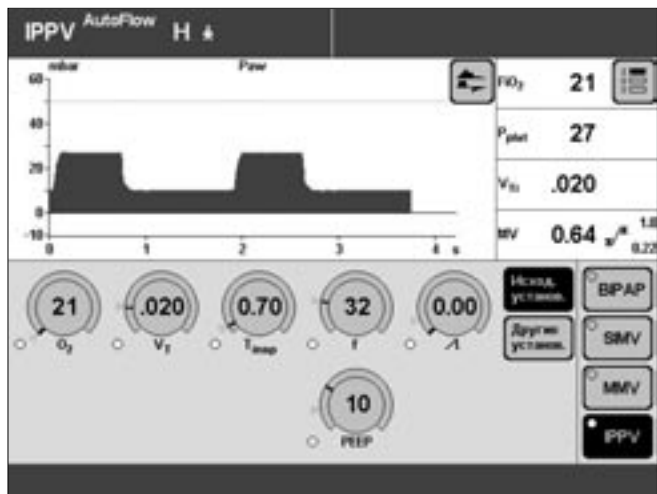 IPPV AutoFlow H
mbar Paw
60
40
20
0
-10
0 1 2 3 4 s
FiO2 21
Pplat 27
VTi .020
MV 0.64 1.0 0.22
21 .020 0.70 32 0.00
O2 VT Tinsp f
10
PEEP
Исход. установ.
Другие установ.
BIPAP
SIMV
MMV
IPPV